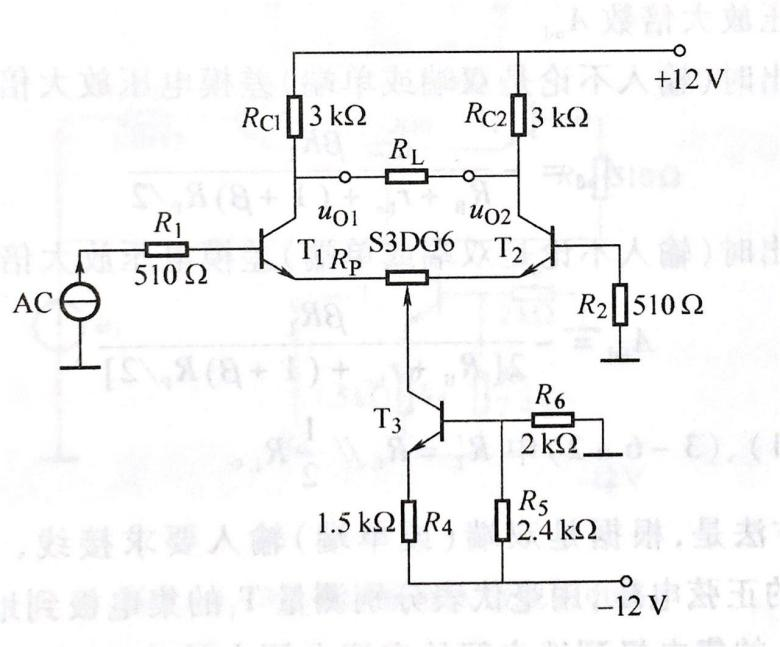 +12 V
R_C1 3 kΩ
R_C2 3 kΩ
R_L
u_O1
u_O2
R_1
510 Ω
T_1
R_P
S3DG6
T_2
AC
R_2 510 Ω
T_3
R_6
2 kΩ
1.5 kΩ R_4
R_5
2.4 kΩ
−12 V